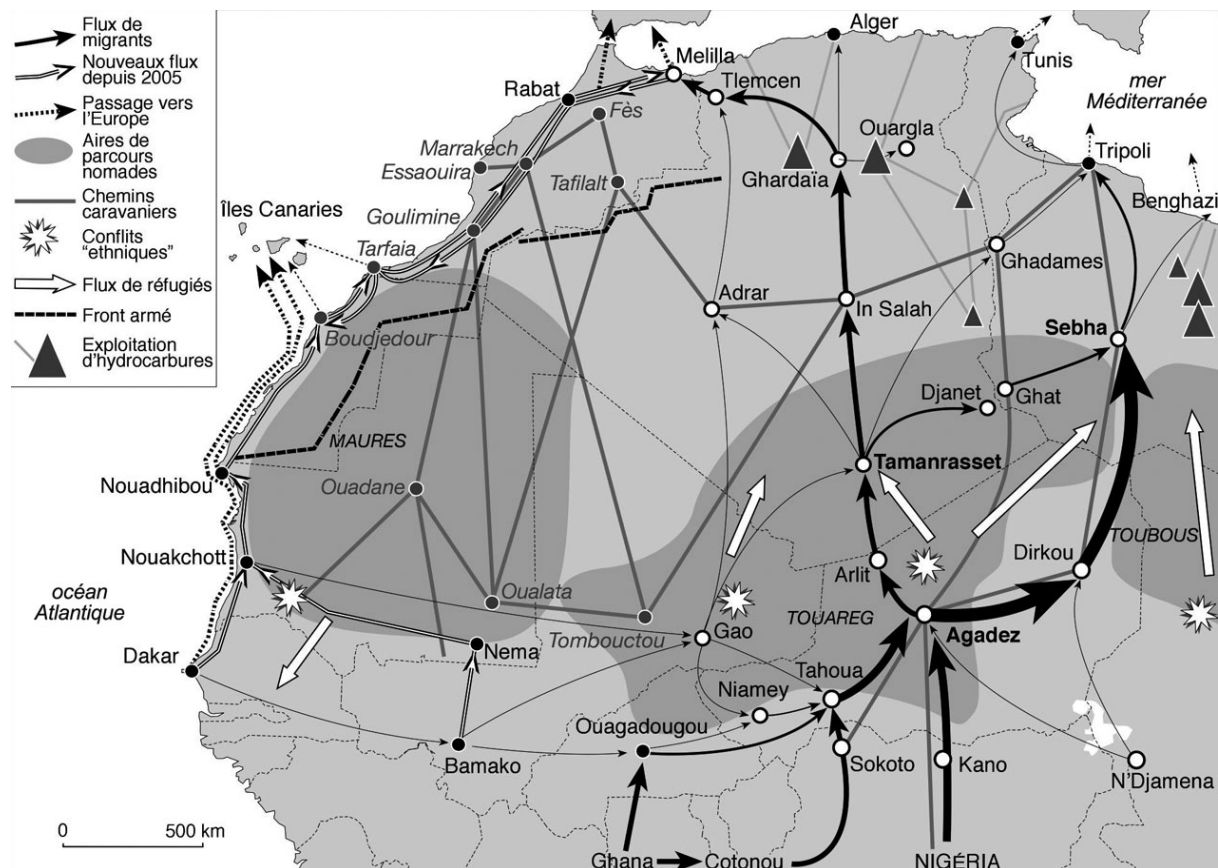 Flux de
migrants
Nouveaux flux
depuis 2005
Passage vers
l'Europe
Aires de
parcours
nomades
Chemins
caravaniers
Conflits
"ethniques"
Flux de réfugiés
Front armé
Exploitation
d'hydrocarbures
Alger
Tunis
mer
Méditerranée
Melilla
Tlemcen
Rabat
Fès
Ouargla
Marrakech
Essaouira
Tafilalt
Ghardaïa
Tripoli
Benghazi
îles Canaries
Goulimine
Tarfaia
Ghadames
Adrar
In Salah
Boudjedour
Sebha
Djanet
Ghat
MAURES
Tamanrasset
Nouadhibou
Ouadane
TOUBOUS
Nouakchott
Dirkou
Arlit
océan
Atlantique
Oualata
TOUAREG
Tombouctou
Gao
Agadez
Dakar
Nema
Tahoua
Niamey
Ouagadougou
Bamako
Sokoto
Kano
N'Djamena
0
500 km
Ghana
Cotonou
NIGÉRIA